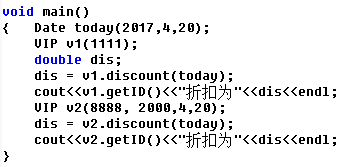 void main()
{   Date today(2017,4,20);
    VIP v1(1111);
    double dis;
    dis = v1.discount(today);
    cout<<v1.getID()<<"折扣为"<<dis<<endl;
    VIP v2(8888, 2000,4,20);
    dis = v2.discount(today);
    cout<<v2.getID()<<"折扣为"<<dis<<endl;
}